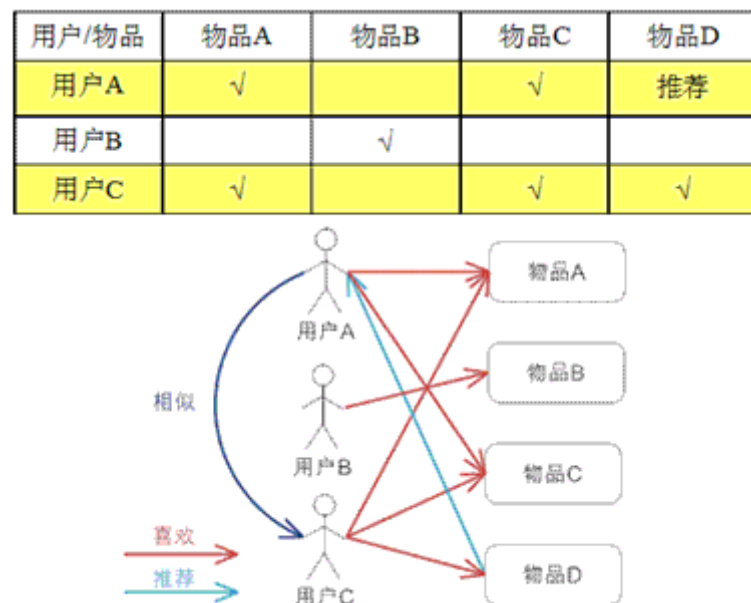 用户/物品 物品A 物品B 物品C 物品D
用户A √ √ 推荐
用户B √
用户C √ √ √
物品A
用户A
物品B
相似
用户B
物品C
喜欢
推荐
物品D
用户C